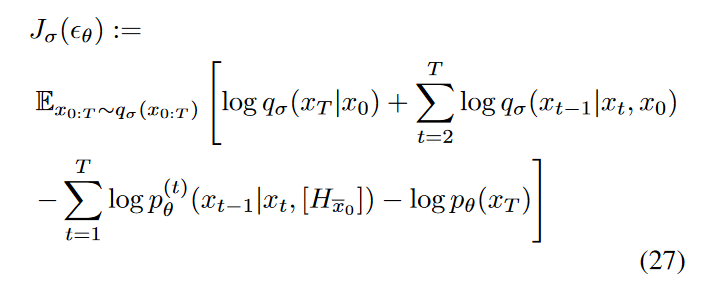 J_σ(ϵ_θ) :=
𝔼_{x_{0:T}∼q_σ(x_{0:T})} [ log q_σ(x_T|x_0) + ∑_{t=2}^{T} log q_σ(x_{t−1}|x_t, x_0)
− ∑_{t=1}^{T} log p_θ^{(t)}(x_{t−1}|x_t, [H_{x̅_0}]) − log p_θ(x_T) ]
(27)